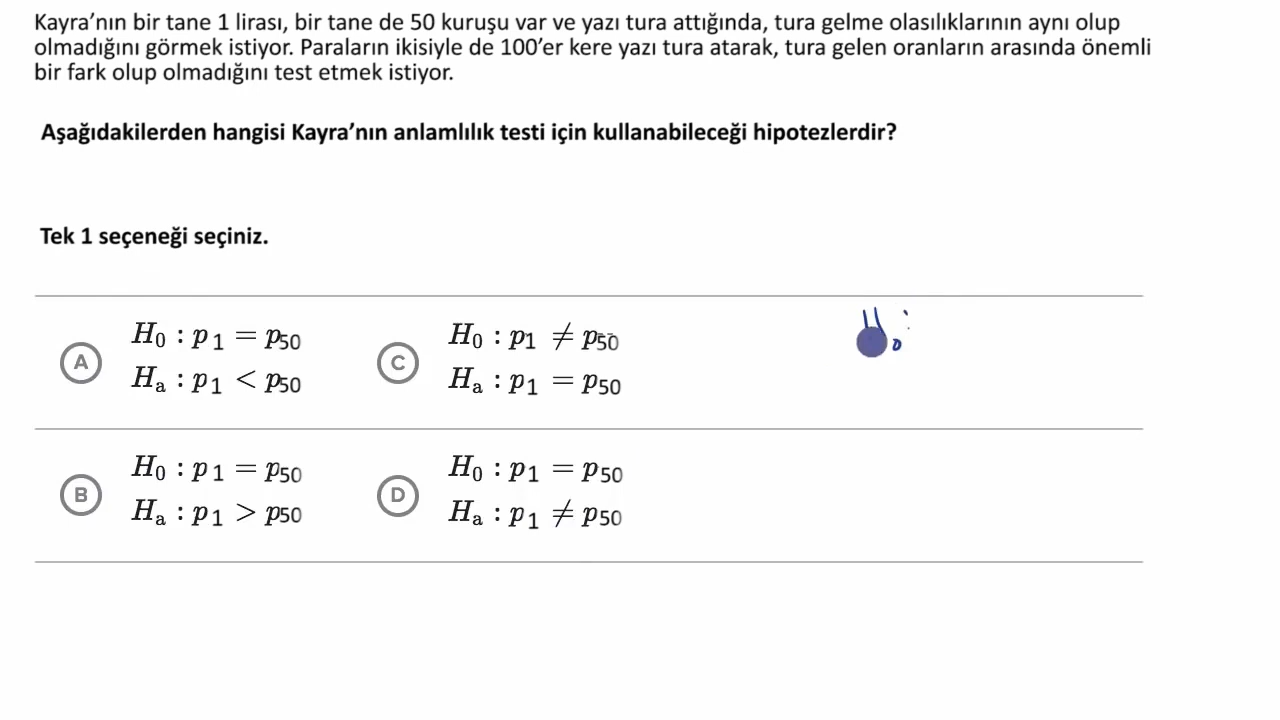 Kayra'nın bir tane 1 lirası, bir tane de 50 kuruşu var ve yazı tura attığında, tura gelme olasılıklarının aynı olup
olmadığını görmek istiyor. Paraların ikisiyle de 100'er kere yazı tura atarak, tura gelen oranların arasında önemli
bir fark olup olmadığını test etmek istiyor.
Aşağıdakilerden hangisi Kayra'nın anlamlılık testi için kullanabileceği hipotezlerdir?
Tek 1 seçeneği seçiniz.
A
H₀ : p₁ = p₅₀
Hₐ : p₁ < p₅₀
C
H₀ : p₁ ≠ p₅₀
Hₐ : p₁ = p₅₀
H₀ :
B
H₀ : p₁ = p₅₀
Hₐ : p₁ > p₅₀
D
H₀ : p₁ = p₅₀
Hₐ : p₁ ≠ p₅₀